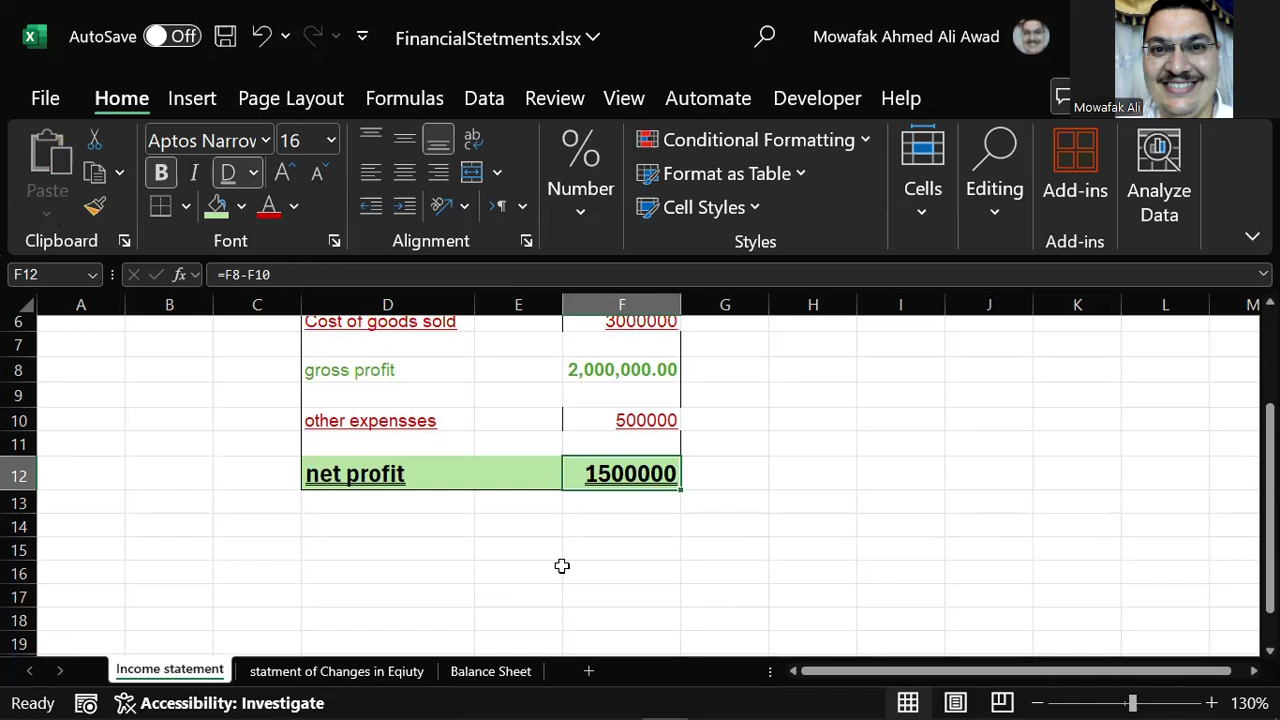 AutoSave Off FinancialStetments.xlsx Mowafak Ahmed Ali Awad
Mowafak Ali
File Home Insert Page Layout Formulas Data Review View Automate Developer Help
Paste
Clipboard
Aptos Narrov 16
B I D A A
A
Font
ab
Alignment
%
Number
Conditional Formatting
Format as Table
Cell Styles
Styles
Cells
Editing
Add-ins
Add-ins
Analyze
Data
F12 fx =F8-F10
A B C D E F G H I J K L M
6 Cost of goods sold 3000000
7
8 gross profit 2,000,000.00
9
10 other expensses 500000
11
12 net profit 1500000
13
14
15
16
17
18
19
Income statement statment of Changes in Eqiuty Balance Sheet
Ready Accessibility: Investigate 130%